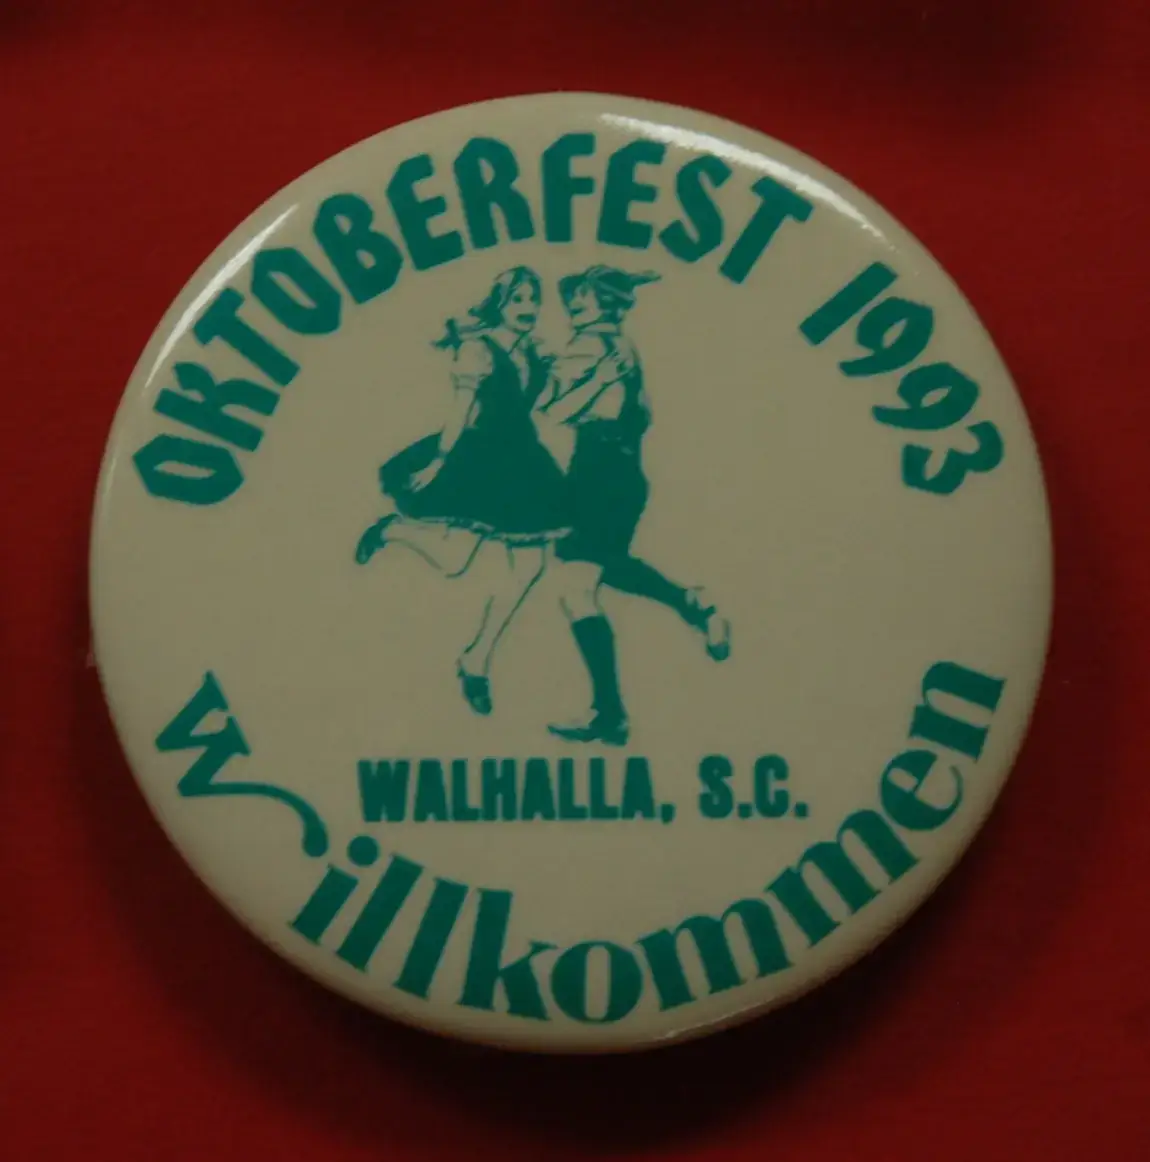 OKTOBERFEST 1993
WALHALLA, S.C.
Willkommen